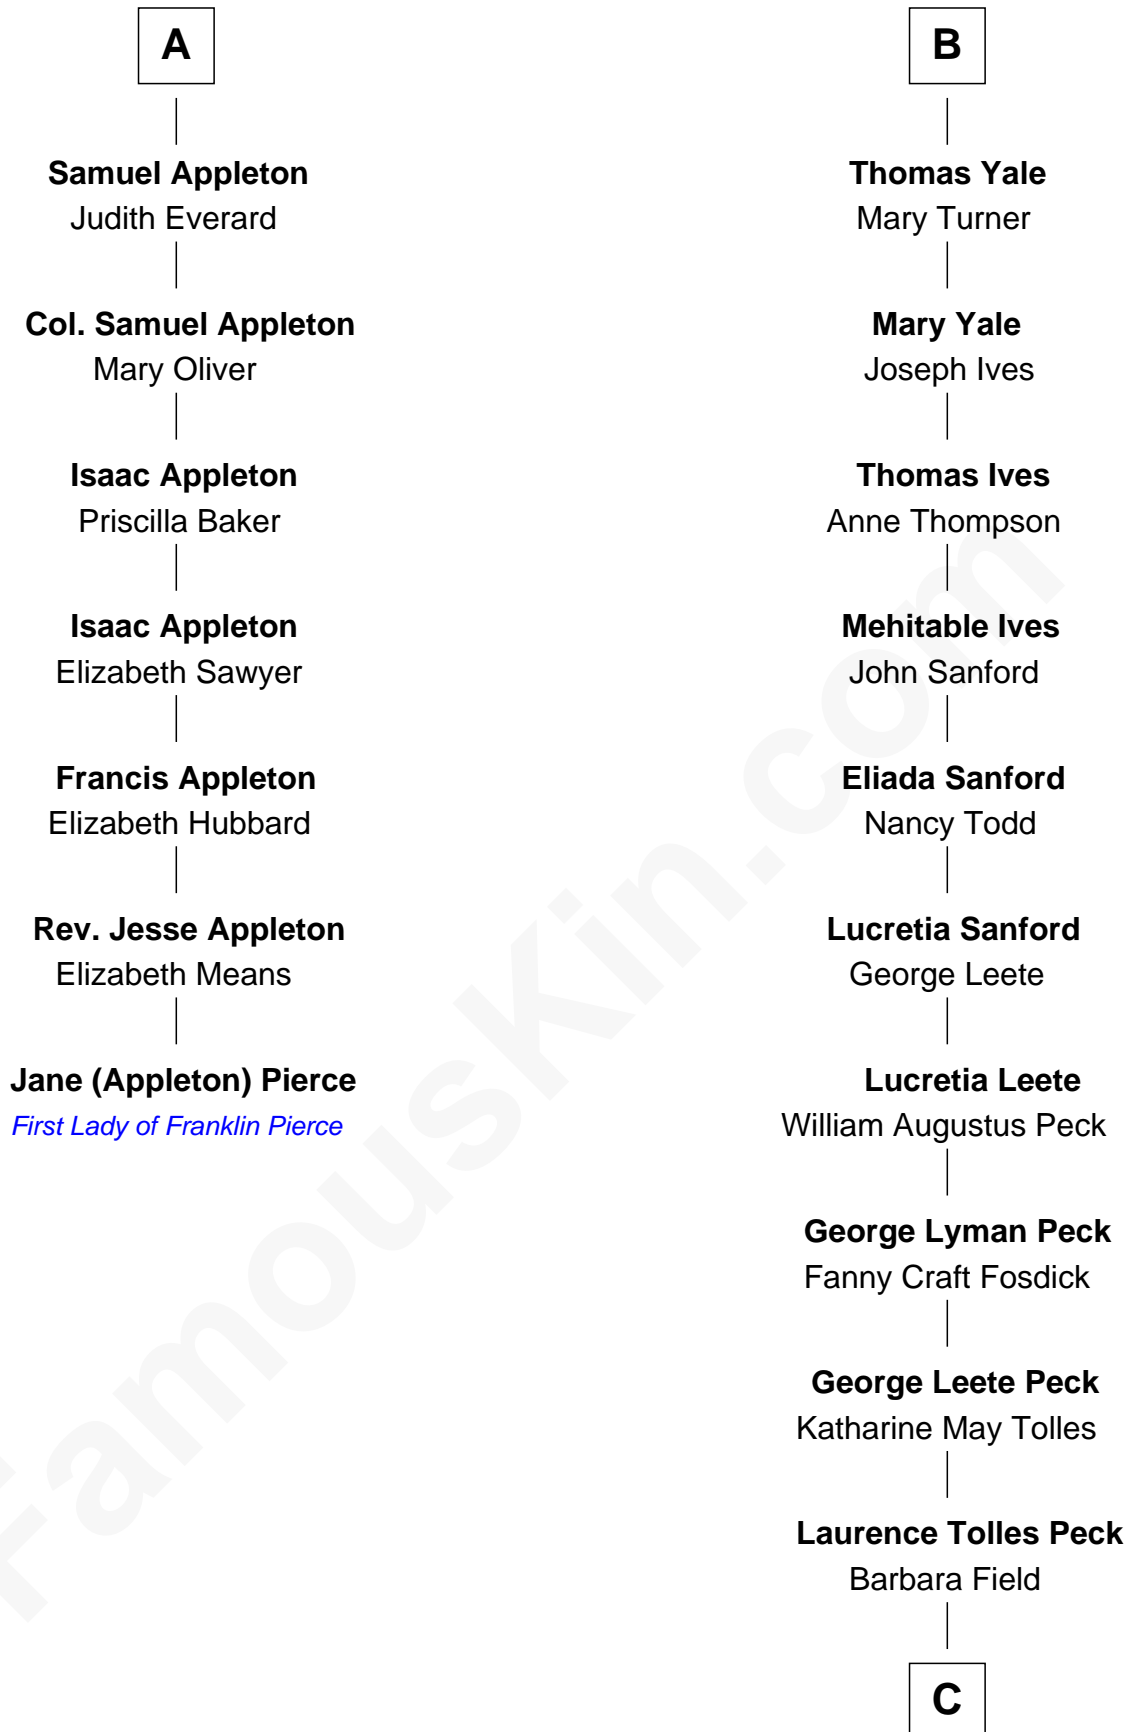 A
Samuel Appleton
Judith Everard
Col. Samuel Appleton
Mary Oliver
Isaac Appleton
Priscilla Baker
Isaac Appleton
Elizabeth Sawyer
Francis Appleton
Elizabeth Hubbard
Rev. Jesse Appleton
Elizabeth Means
Jane (Appleton) Pierce
First Lady of Franklin Pierce
B
Thomas Yale
Mary Turner
Mary Yale
Joseph Ives
Thomas Ives
Anne Thompson
Mehitable Ives
John Sanford
Eliada Sanford
Nancy Todd
Lucretia Sanford
George Leete
Lucretia Leete
William Augustus Peck
George Lyman Peck
Fanny Craft Fosdick
George Leete Peck
Katharine May Tolles
Laurence Tolles Peck
Barbara Field
C
FamousKin.com